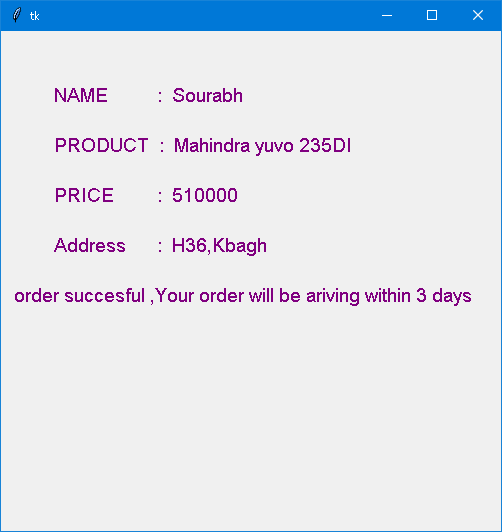 tk
NAME : Sourabh
PRODUCT : Mahindra yuvo 235DI
PRICE : 510000
Address : H36,Kbagh
order succesful ,Your order will be ariving within 3 days